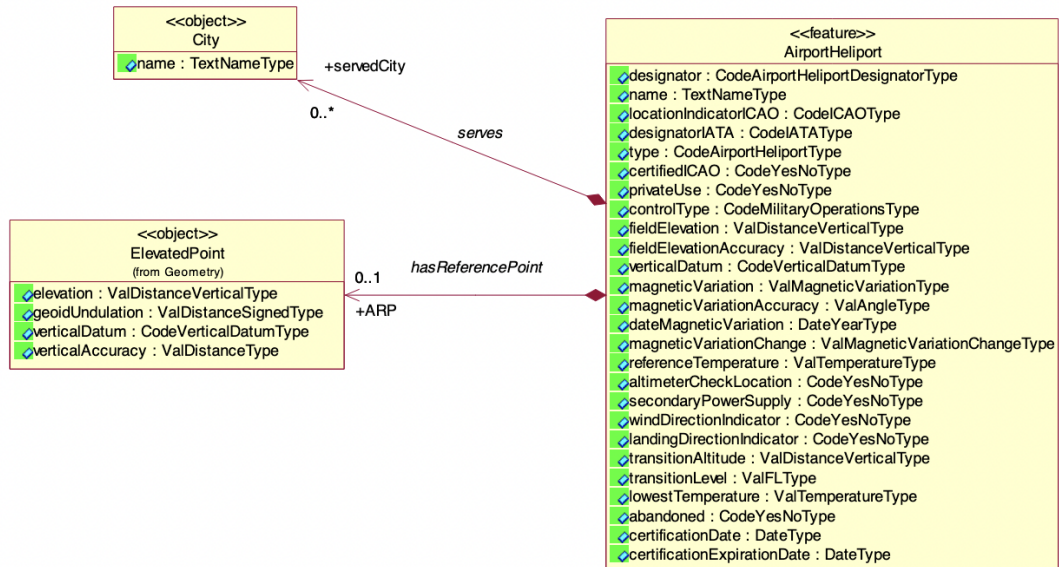 <<object>>
City
name : TextNameType
+servedCity
0..*
serves
<<object>>
ElevatedPoint
(from Geometry)
elevation : ValDistanceVerticalType
geoidUndulation : ValDistanceSignedType
verticalDatum : CodeVerticalDatumType
verticalAccuracy : ValDistanceType
0..1
hasReferencePoint
+ARP
<<feature>>
AirportHeliport
designator : CodeAirportHeliportDesignatorType
name : TextNameType
locationIndicatorICAO : CodeICAOType
designatorIATA : CodeIATAType
type : CodeAirportHeliportType
certifiedICAO : CodeYesNoType
privateUse : CodeYesNoType
controlType : CodeMilitaryOperationsType
fieldElevation : ValDistanceVerticalType
fieldElevationAccuracy : ValDistanceVerticalType
verticalDatum : CodeVerticalDatumType
magneticVariation : ValMagneticVariationType
magneticVariationAccuracy : ValAngleType
dateMagneticVariation : DateYearType
magneticVariationChange : ValMagneticVariationChangeType
referenceTemperature : ValTemperatureType
altimeterCheckLocation : CodeYesNoType
secondaryPowerSupply : CodeYesNoType
windDirectionIndicator : CodeYesNoType
landingDirectionIndicator : CodeYesNoType
transitionAltitude : ValDistanceVerticalType
transitionLevel : ValFLType
lowestTemperature : ValTemperatureType
abandoned : CodeYesNoType
certificationDate : DateType
certificationExpirationDate : DateType